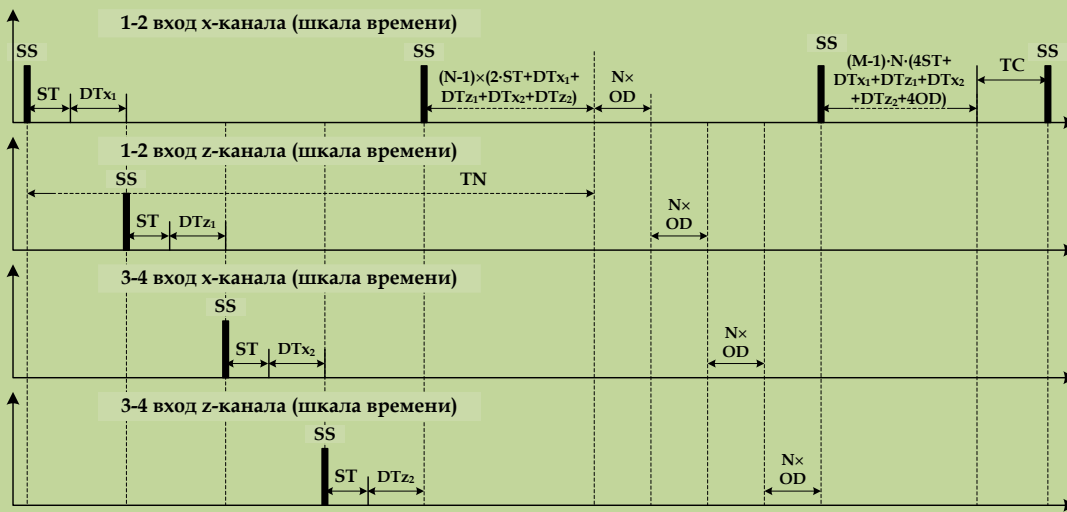 1-2 вход x-канала (шкала времени)
SS
SS
SS
SS
ST
DTx₁
(N-1)×(2·ST+DTx₁+
DTz₁+DTx₂+DTz₂)
N×
OD
(M-1)·N·(4ST+
DTx₁+DTz₁+DTx₂
+DTz₂+4OD)
TC
1-2 вход z-канала (шкала времени)
SS
TN
ST
DTz₁
N×
OD
3-4 вход x-канала (шкала времени)
SS
ST
DTx₂
N×
OD
3-4 вход z-канала (шкала времени)
SS
ST
DTz₂
N×
OD